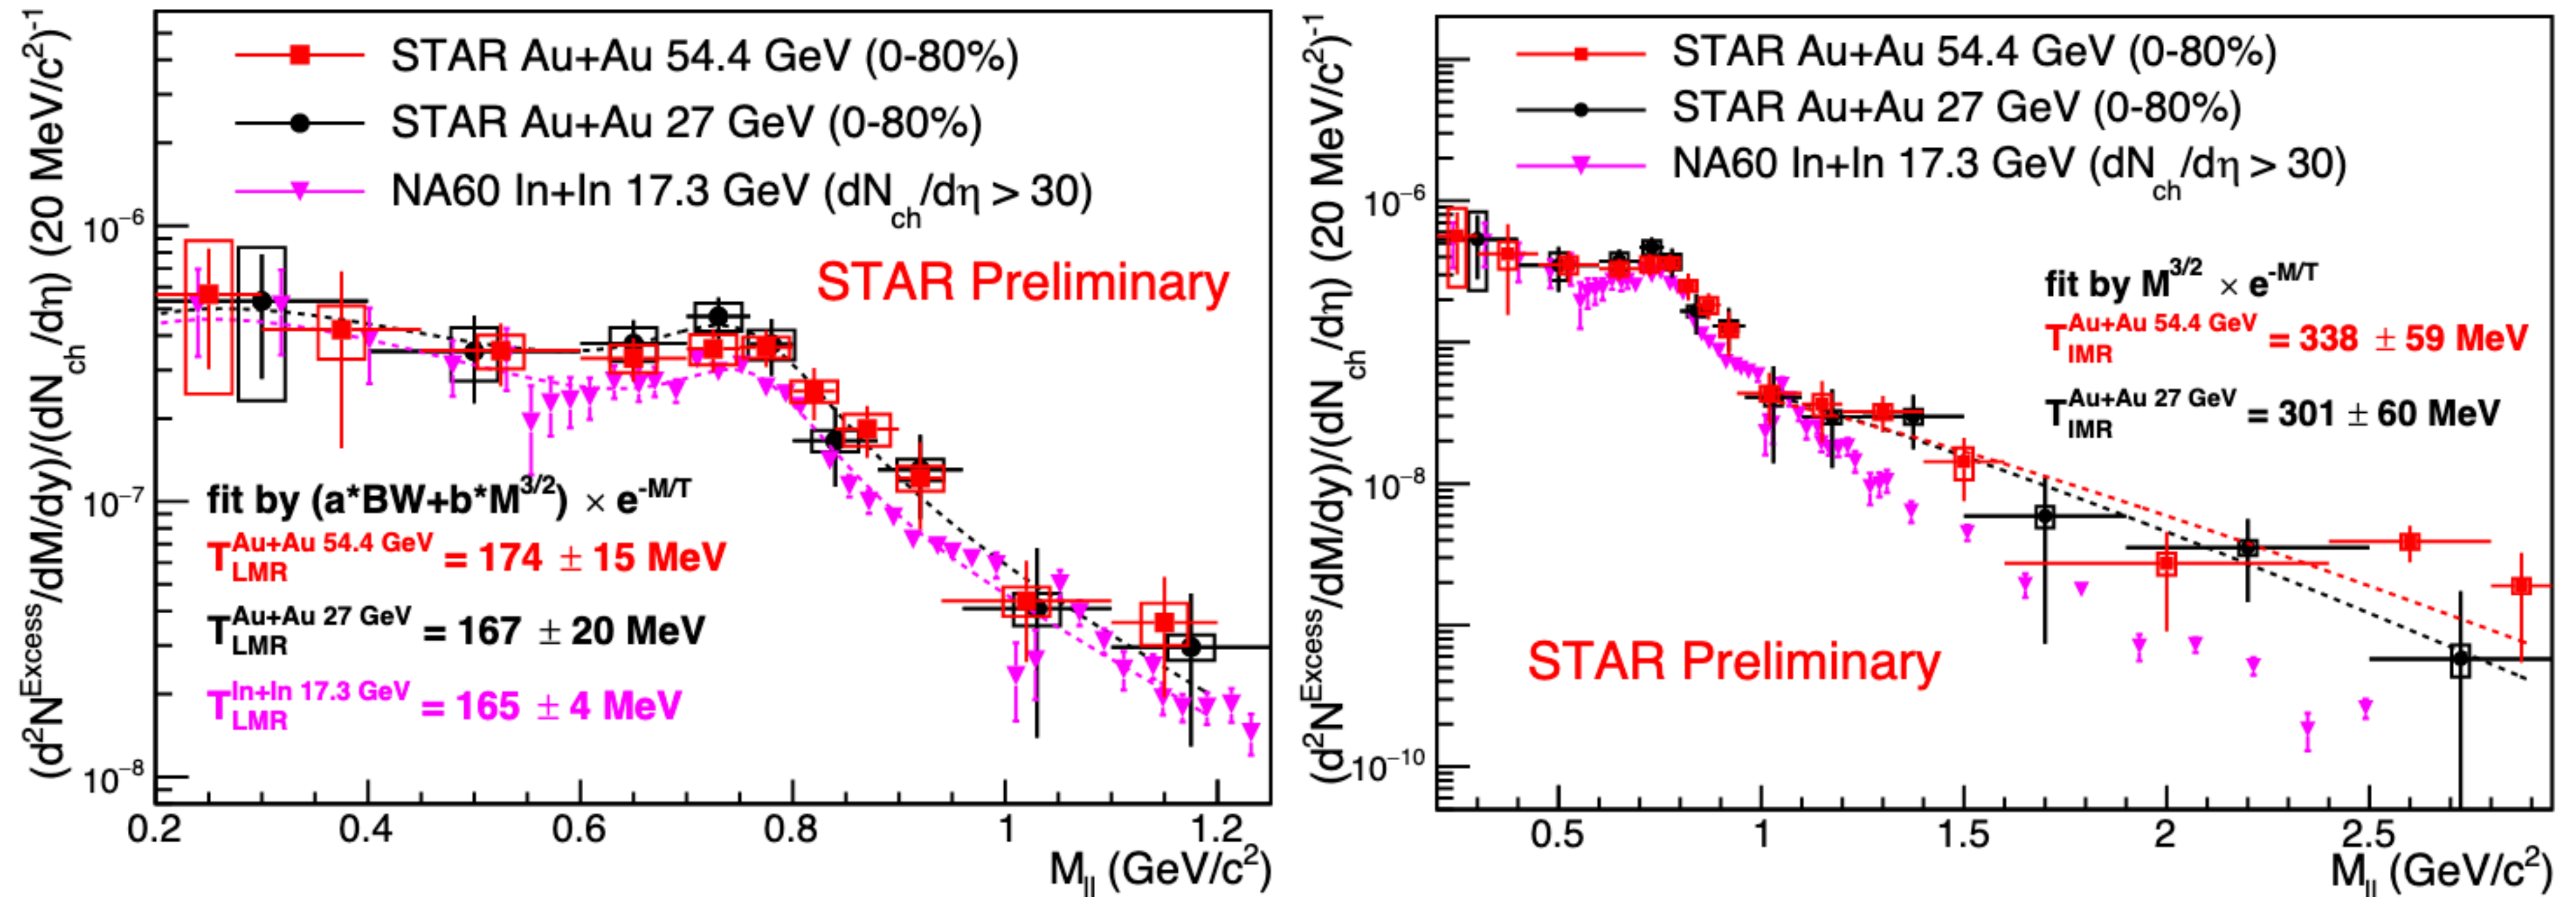 STAR Au+Au 54.4 GeV (0-80%)
STAR Au+Au 27 GeV (0-80%)
NA60 In+In 17.3 GeV (dN_ch/dη > 30)
STAR Preliminary
fit by (a*BW+b*M^3/2) × e^-M/T
T_LMR^Au+Au 54.4 GeV = 174 ± 15 MeV
T_LMR^Au+Au 27 GeV = 167 ± 20 MeV
T_LMR^In+In 17.3 GeV = 165 ± 4 MeV
(d²N^Excess/dM/dy)/(dN_ch/dη) (20 MeV/c²)^-1
10^−6
10^−7
10^−8
0.2 0.4 0.6 0.8 1 1.2
M_ll (GeV/c²)
STAR Au+Au 54.4 GeV (0-80%)
STAR Au+Au 27 GeV (0-80%)
NA60 In+In 17.3 GeV (dN_ch/dη > 30)
fit by M^3/2 × e^-M/T
T_IMR^Au+Au 54.4 GeV = 338 ± 59 MeV
T_IMR^Au+Au 27 GeV = 301 ± 60 MeV
STAR Preliminary
(d²N^Excess/dM/dy)/(dN_ch/dη) (20 MeV/c²)^-1
10^−6
10^−8
10^−10
0.5 1 1.5 2 2.5
M_ll (GeV/c²)